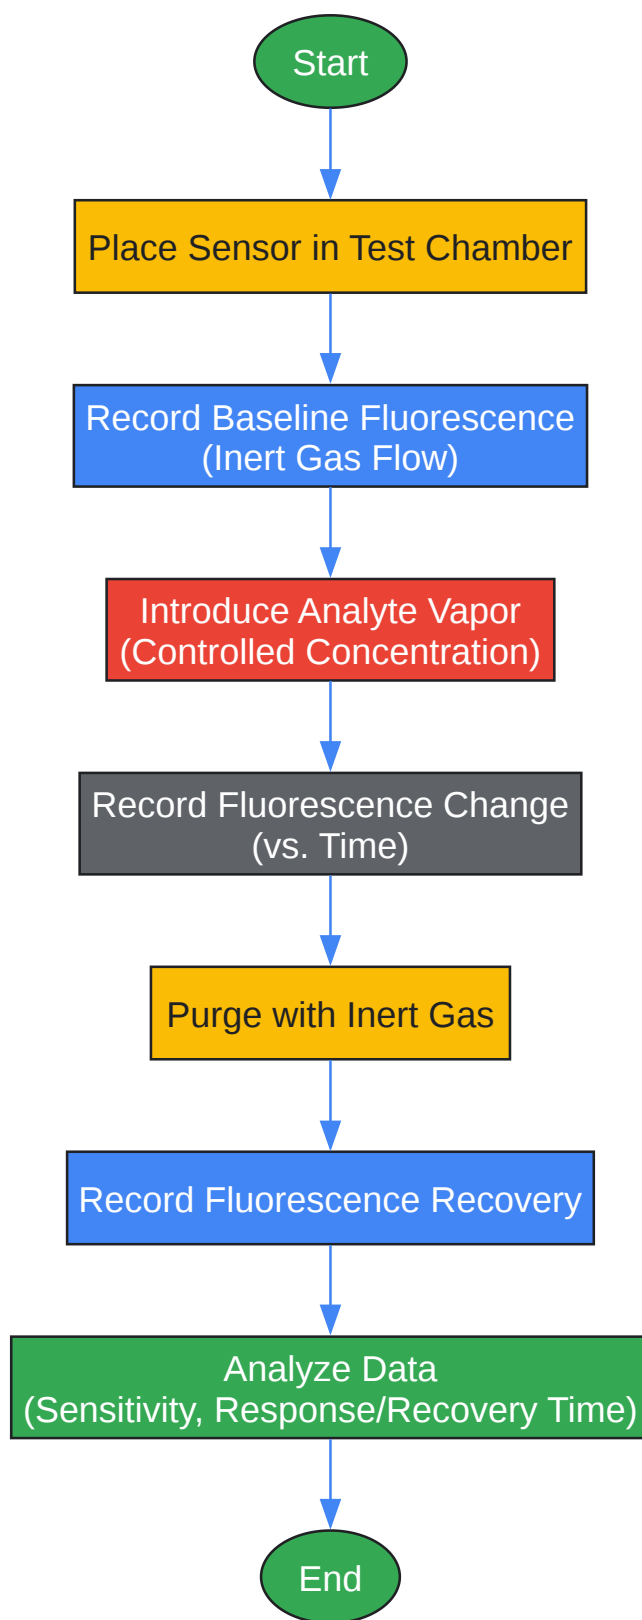 Start
Place Sensor in Test Chamber
Record Baseline Fluorescence
(Inert Gas Flow)
Introduce Analyte Vapor
(Controlled Concentration)
Record Fluorescence Change
(vs. Time)
Purge with Inert Gas
Record Fluorescence Recovery
Analyze Data
(Sensitivity, Response/Recovery Time)
End